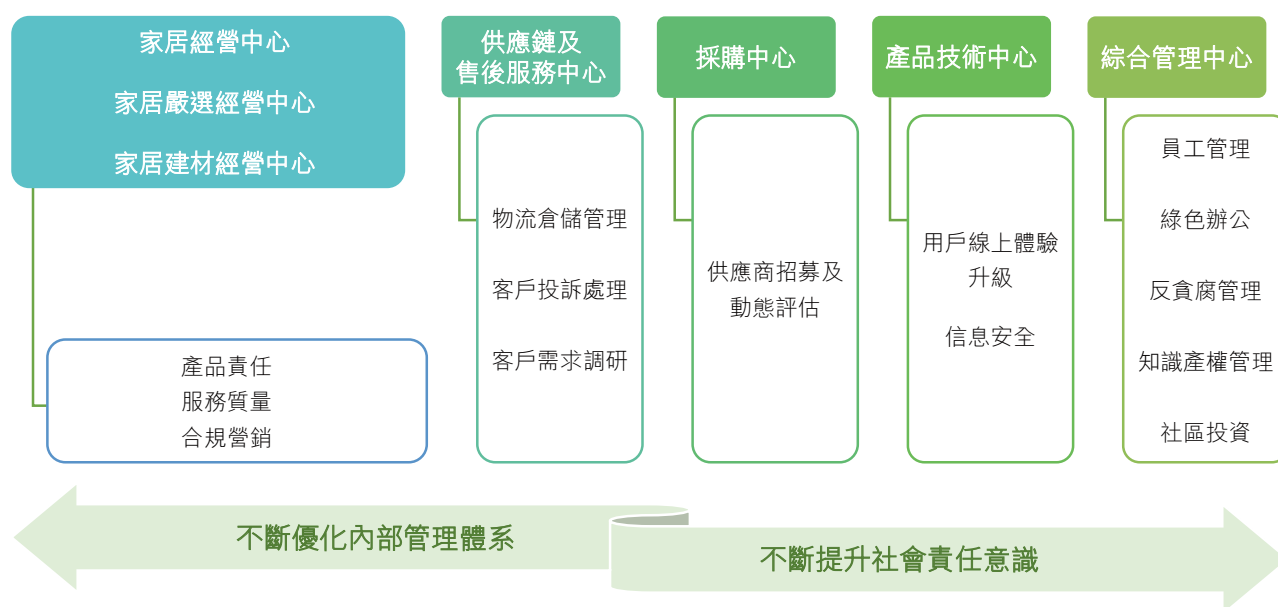 家居經營中心
家居嚴選經營中心
家居建材經營中心
產品責任
服務質量
合規營銷
供應鏈及
售後服務中心
物流倉儲管理
客戶投訴處理
客戶需求調研
採購中心
供應商招募及
動態評估
產品技術中心
用戶線上體驗
升級
信息安全
綜合管理中心
員工管理
綠色辦公
反貪腐管理
知識產權管理
社區投資
不斷優化內部管理體系
不斷提升社會責任意識